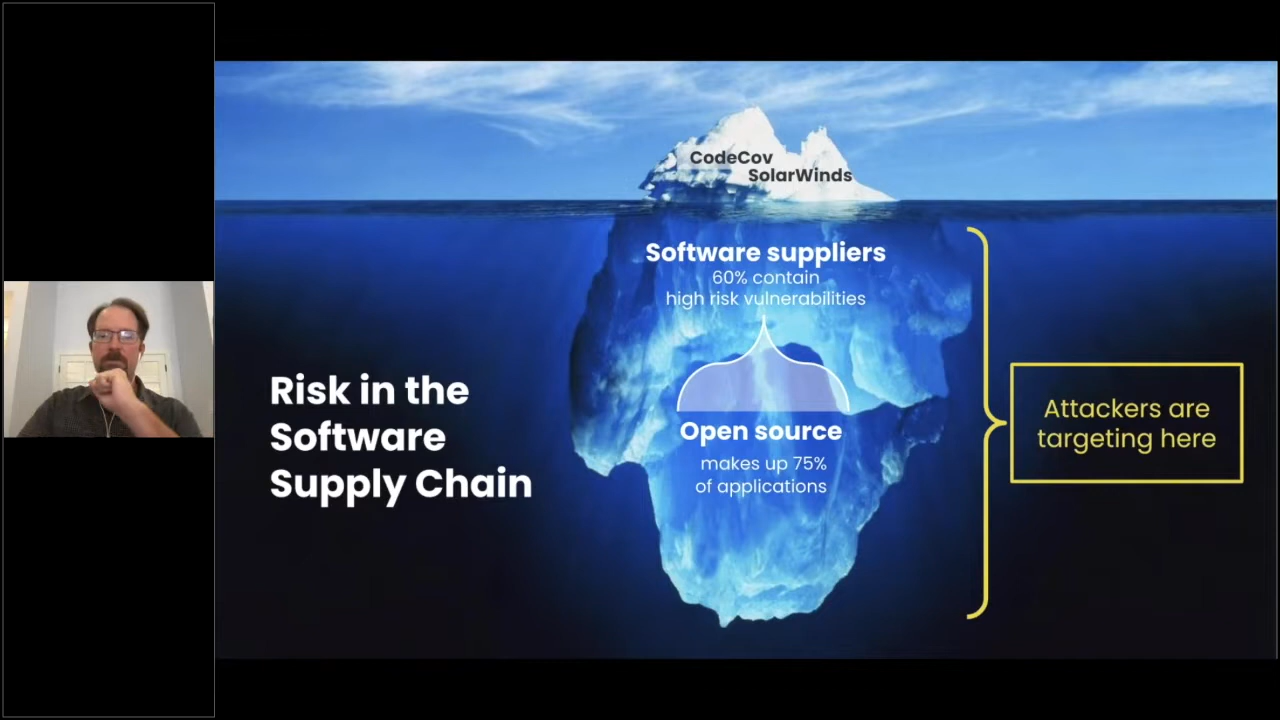 CodeCov
SolarWinds
Software suppliers
60% contain
high risk vulnerabilities
Risk in the
Software
Supply Chain
Open source
makes up 75%
of applications
Attackers are
targeting here